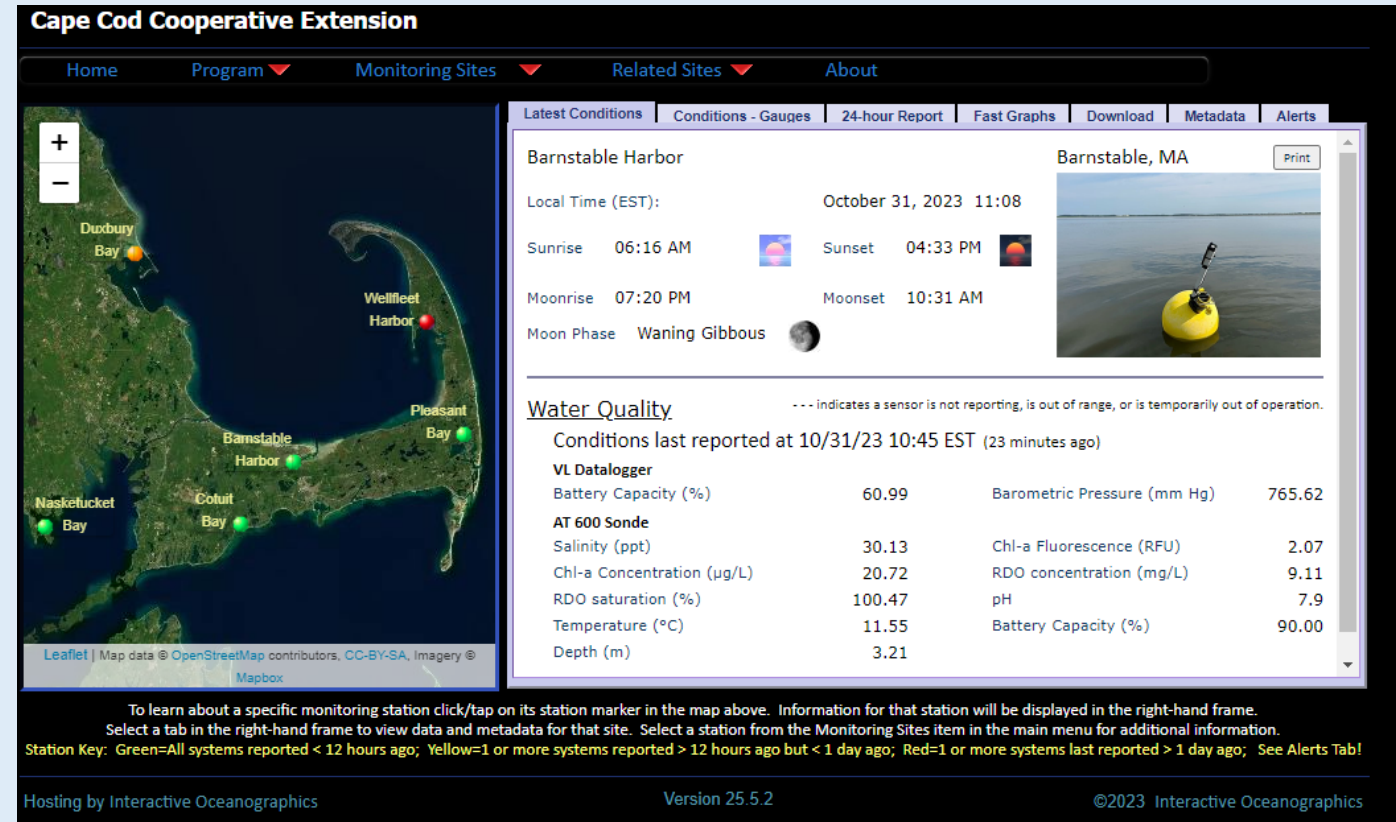 Cape Cod Cooperative Extension
Home Program Monitoring Sites Related Sites About
+
−
Duxbury
Bay
Wellfleet
Harbor
Pleasant
Bay
Barnstable
Harbor
Cotuit
Bay
Nasketucket
Bay
Leaflet | Map data © OpenStreetMap contributors, CC-BY-SA, Imagery ©
Mapbox
Latest Conditions Conditions - Gauges 24-hour Report Fast Graphs Download Metadata Alerts
Barnstable Harbor Barnstable, MA Print
Local Time (EST): October 31, 2023 11:08
Sunrise 06:16 AM Sunset 04:33 PM
Moonrise 07:20 PM Moonset 10:31 AM
Moon Phase Waning Gibbous
Water Quality - - - indicates a sensor is not reporting, is out of range, or is temporarily out of operation.
Conditions last reported at 10/31/23 10:45 EST (23 minutes ago)
VL Datalogger
Battery Capacity (%) 60.99 Barometric Pressure (mm Hg) 765.62
AT 600 Sonde
Salinity (ppt) 30.13 Chl-a Fluorescence (RFU) 2.07
Chl-a Concentration (µg/L) 20.72 RDO concentration (mg/L) 9.11
RDO saturation (%) 100.47 pH 7.9
Temperature (°C) 11.55 Battery Capacity (%) 90.00
Depth (m) 3.21
To learn about a specific monitoring station click/tap on its station marker in the map above. Information for that station will be displayed in the right-hand frame.
Select a tab in the right-hand frame to view data and metadata for that site. Select a station from the Monitoring Sites item in the main menu for additional information.
Station Key: Green=All systems reported < 12 hours ago; Yellow=1 or more systems reported > 12 hours ago but < 1 day ago; Red=1 or more systems last reported > 1 day ago; See Alerts Tab!
Hosting by Interactive Oceanographics Version 25.5.2 ©2023 Interactive Oceanographics